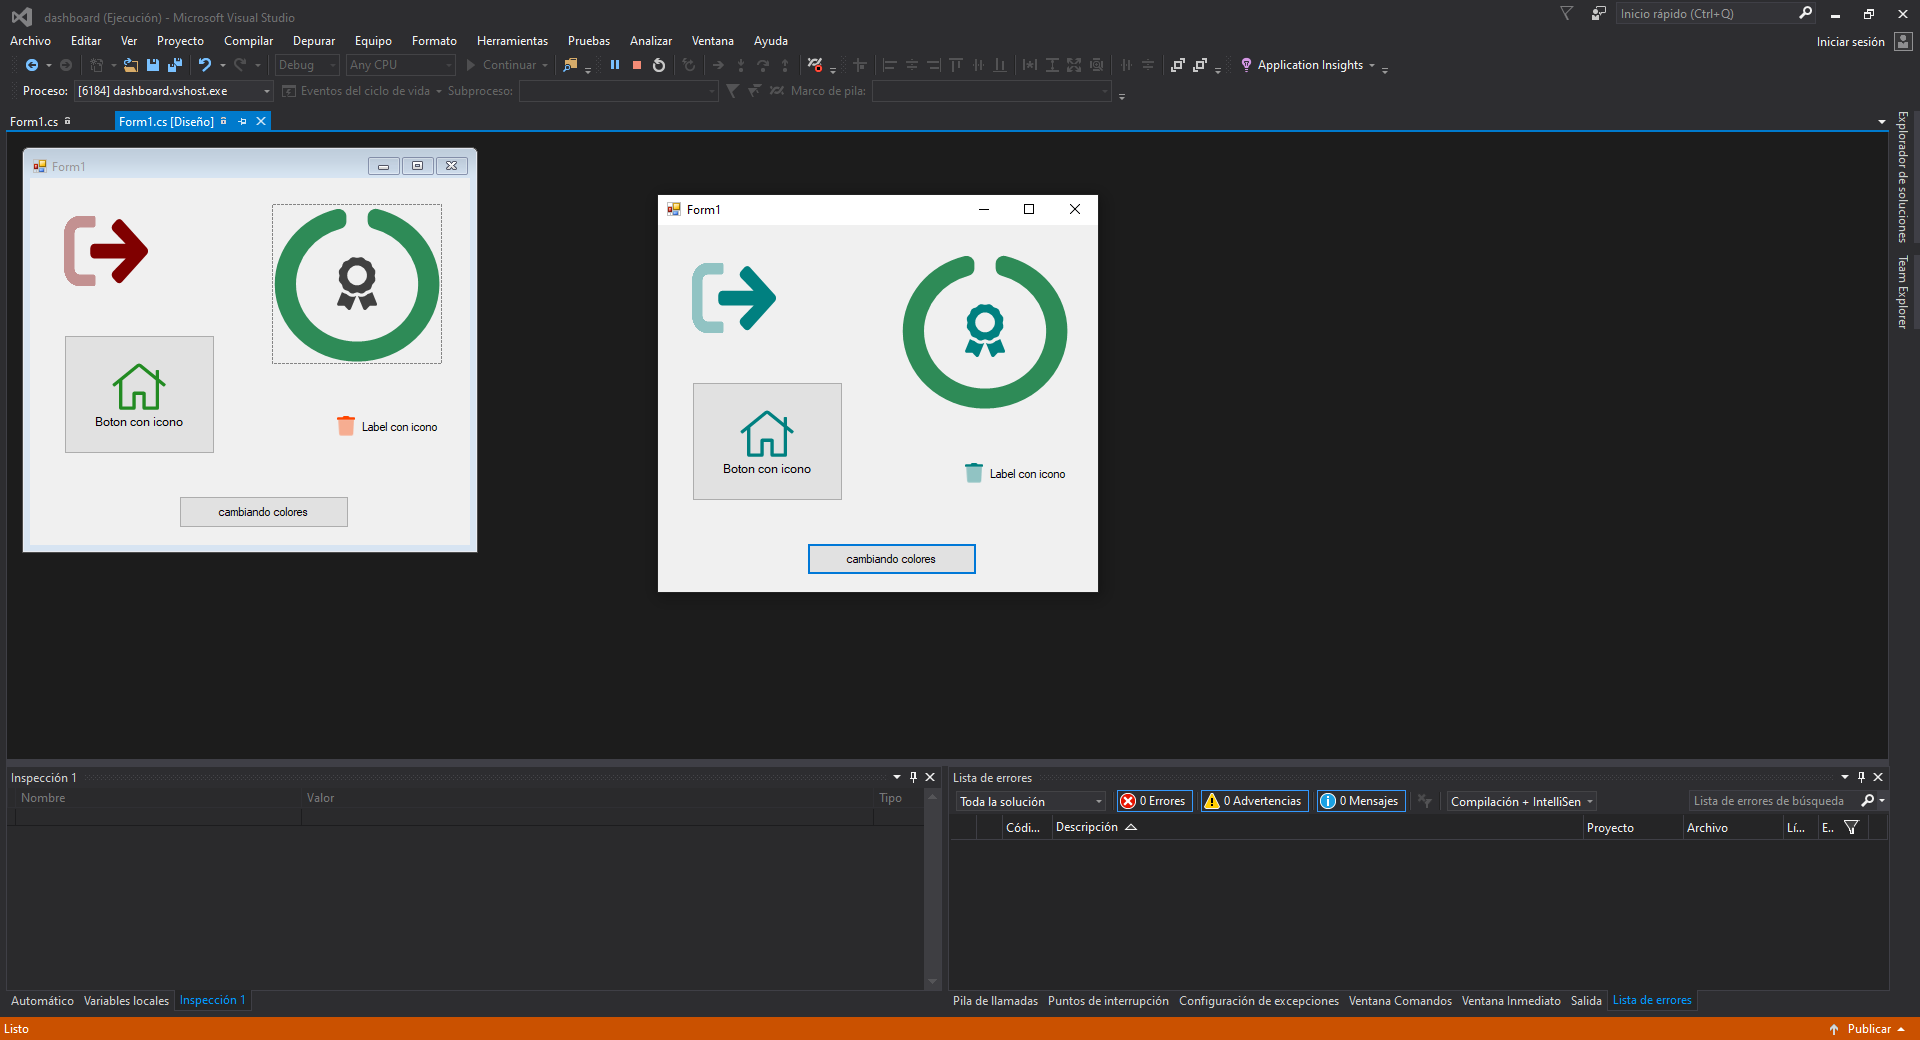 dashboard (Ejecución) - Microsoft Visual Studio
Inicio rápido (Ctrl+Q)
Archivo Editar Ver Proyecto Compilar Depurar Equipo Formato Herramientas Pruebas Analizar Ventana Ayuda
Iniciar sesión
Debug Any CPU Continuar Application Insights
Proceso: [6184] dashboard.vshost.exe Eventos del ciclo de vida Subproceso: Marco de pila:
Form1.cs Form1.cs [Diseño]
Explorador de soluciones
Team Explorer
Form1
Boton con icono
Label con icono
cambiando colores
Form1
Boton con icono
Label con icono
cambiando colores
Inspección 1
Nombre Valor Tipo
Automático Variables locales Inspección 1
Lista de errores
Toda la solución 0 Errores 0 Advertencias 0 Mensajes Compilación + IntelliSen Lista de errores de búsqueda
Códi... Descripción Proyecto Archivo Lí... E..
Pila de llamadas Puntos de interrupción Configuración de excepciones Ventana Comandos Ventana Inmediato Salida Lista de errores
Listo
Publicar